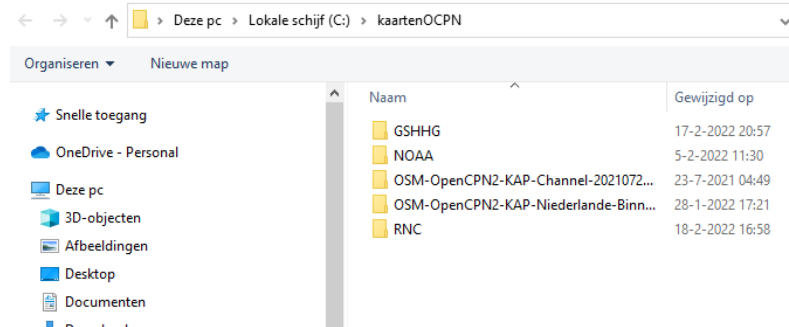 Deze pc > Lokale schijf (C:) > kaartenOCPN
Organiseren Nieuwe map
Naam Gewijzigd op
Snelle toegang
OneDrive - Personal
Deze pc
3D-objecten
Afbeeldingen
Desktop
Documenten
GSHHG 17-2-2022 20:57
NOAA 5-2-2022 11:30
OSM-OpenCPN2-KAP-Channel-2021072... 23-7-2021 04:49
OSM-OpenCPN2-KAP-Niederlande-Binn... 28-1-2022 17:21
RNC 18-2-2022 16:58